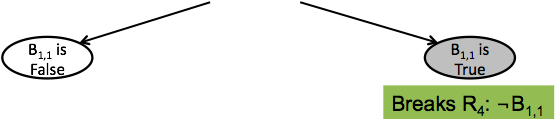 B₁,₁ is
False
B₁,₁ is
True
Breaks R₄: ¬B₁,₁